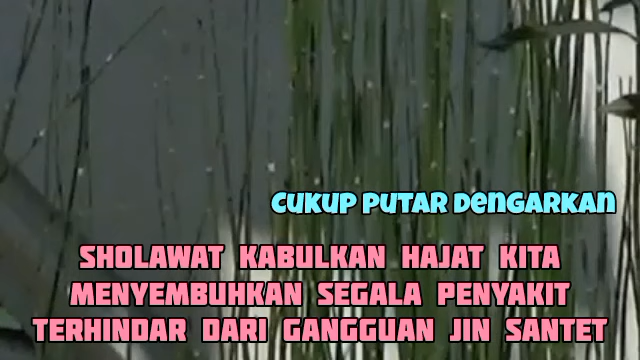 CUKUP PUTAR DENGARKAN
SHOLAWAT KABULKAN HAJAT KITA
MENYEMBUHKAN SEGALA PENYAKIT
TERHINDAR DARI GANGGUAN JIN SANTET